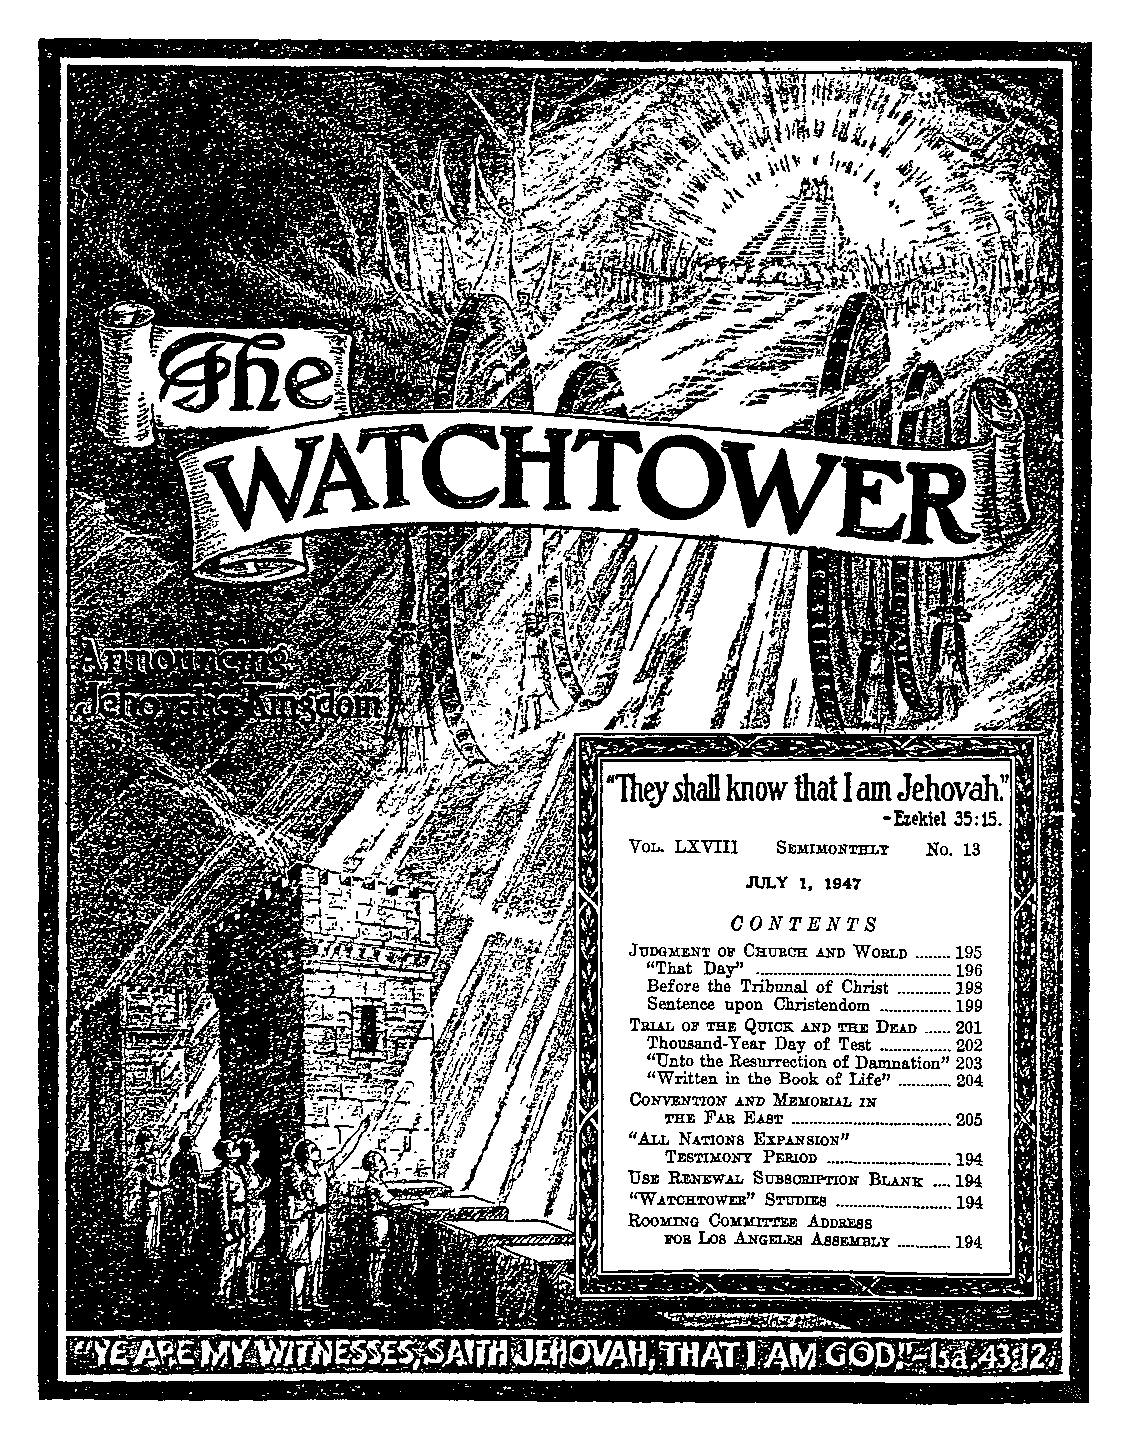 The
WATCHTOWER
Announcing
Jehovah's Kingdom
"They shall know that I am Jehovah."
-Ezekiel 35:15.
VOL. LXVIII SEMIMONTHLY No. 13
JULY 1, 1947
CONTENTS
JUDGMENT OF CHURCH AND WORLD ........ 195
"That Day" ........ 196
Before the Tribunal of Christ ........ 198
Sentence upon Christendom ........ 199
TRIAL OF THE QUICK AND THE DEAD ..... 201
Thousand-Year Day of Test ........ 202
"Unto the Resurrection of Damnation" 203
"Written in the Book of Life" ........ 204
CONVENTION AND MEMORIAL IN
THE FAR EAST ........ 205
"ALL NATIONS EXPANSION"
TESTIMONY PERIOD ........ 194
USE RENEWAL SUBSCRIPTION BLANK .... 194
"WATCHTOWER" STUDIES ........ 194
ROOMING COMMITTEE ADDRESS
FOR LOS ANGELES ASSEMBLY ........ 194
"YE ARE MY WITNESSES, SAITH JEHOVAH, THAT I AM GOD."-Isa. 43:12.